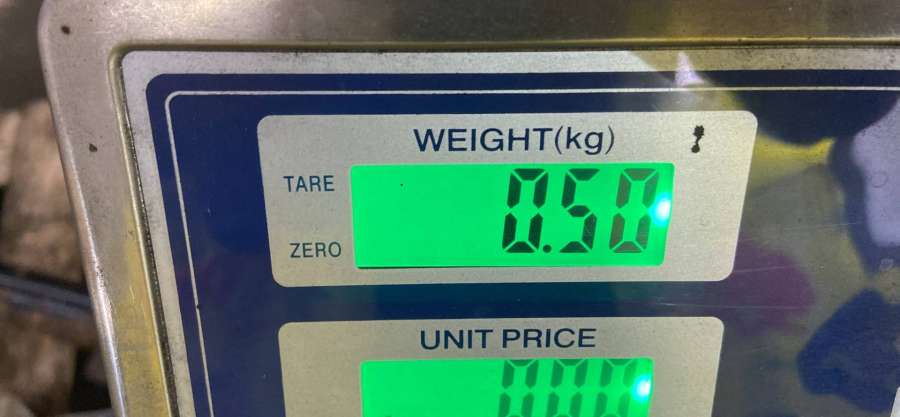 WEIGHT(kg)
TARE
0.50
ZERO
UNIT PRICE